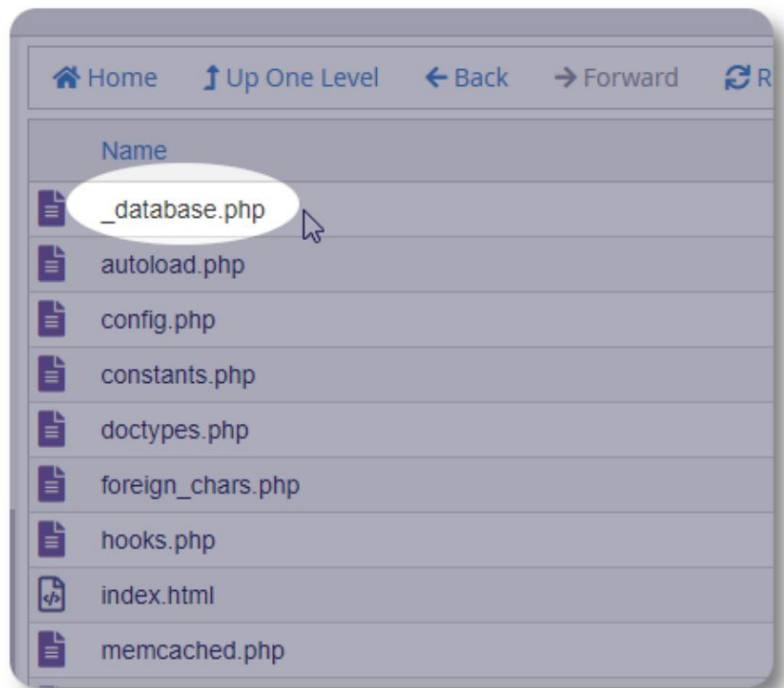 Home Up One Level Back Forward R
Name
_database.php
autoload.php
config.php
constants.php
doctypes.php
foreign_chars.php
hooks.php
index.html
memcached.php